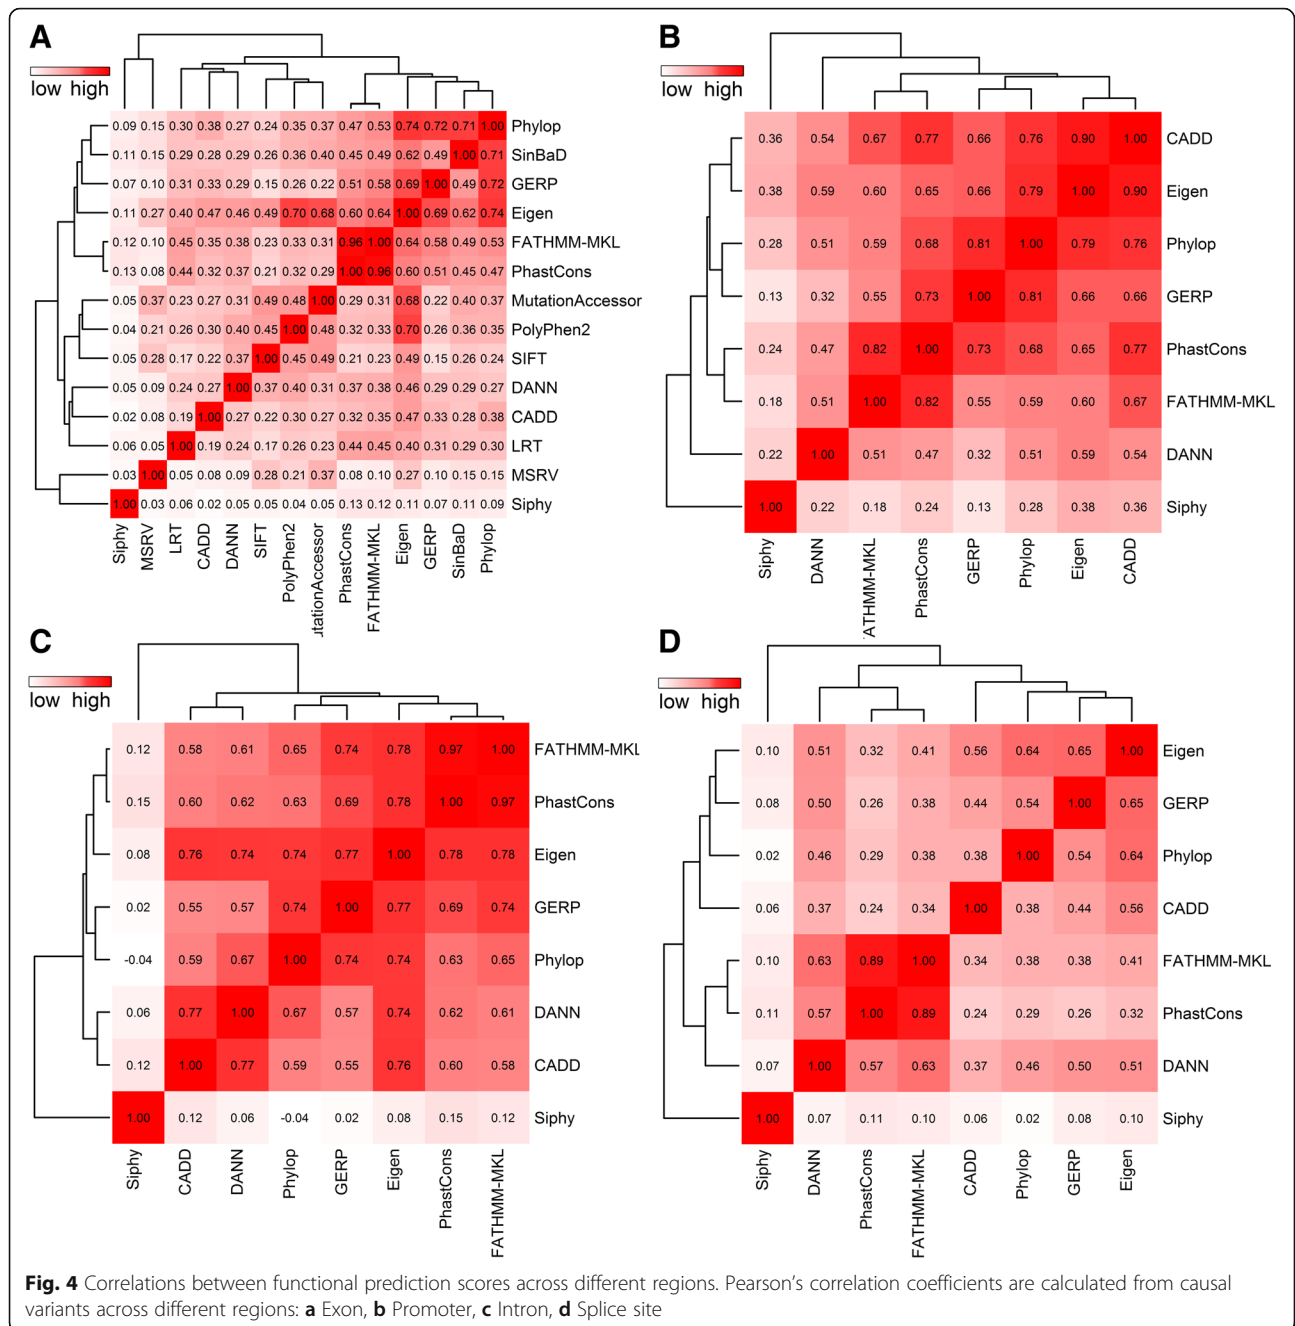 A
low high
0.09 0.15 0.30 0.38 0.27 0.24 0.35 0.37 0.47 0.53 0.74 0.72 0.71 1.00 Phylop
0.11 0.15 0.29 0.28 0.29 0.26 0.36 0.40 0.45 0.49 0.62 0.49 1.00 0.71 SinBaD
0.07 0.10 0.31 0.33 0.29 0.15 0.26 0.22 0.51 0.58 0.69 1.00 0.49 0.72 GERP
0.11 0.27 0.40 0.47 0.46 0.49 0.70 0.68 0.60 0.64 1.00 0.69 0.62 0.74 Eigen
0.12 0.10 0.45 0.35 0.38 0.23 0.33 0.31 0.96 1.00 0.64 0.58 0.49 0.53 FATHMM-MKL
0.13 0.08 0.44 0.32 0.37 0.21 0.32 0.29 1.00 0.96 0.60 0.51 0.45 0.47 PhastCons
0.05 0.37 0.23 0.27 0.31 0.49 0.48 1.00 0.29 0.31 0.68 0.22 0.40 0.37 MutationAccessor
0.04 0.21 0.26 0.30 0.40 0.45 1.00 0.48 0.32 0.33 0.70 0.26 0.36 0.35 PolyPhen2
0.05 0.28 0.17 0.22 0.37 1.00 0.45 0.49 0.21 0.23 0.49 0.15 0.26 0.24 SIFT
0.05 0.09 0.24 0.27 1.00 0.37 0.40 0.31 0.37 0.38 0.46 0.29 0.29 0.27 DANN
0.02 0.08 0.19 1.00 0.27 0.22 0.30 0.27 0.32 0.35 0.47 0.33 0.28 0.38 CADD
0.06 0.05 1.00 0.19 0.24 0.17 0.26 0.23 0.44 0.45 0.40 0.31 0.29 0.30 LRT
0.03 1.00 0.05 0.08 0.09 0.28 0.21 0.37 0.08 0.10 0.27 0.10 0.15 0.15 MSRV
1.00 0.03 0.06 0.02 0.05 0.05 0.04 0.05 0.13 0.12 0.11 0.07 0.11 0.09 Siphy
Siphy MSRV LRT CADD DANN SIFT PolyPhen2 utationAccessor PhastCons FATHMM-MKL Eigen GERP SinBaD Phylop
B
low high
0.36 0.54 0.67 0.77 0.66 0.76 0.90 1.00 CADD
0.38 0.59 0.60 0.65 0.66 0.79 1.00 0.90 Eigen
0.28 0.51 0.59 0.68 0.81 1.00 0.79 0.76 Phylop
0.13 0.32 0.55 0.73 1.00 0.81 0.66 0.66 GERP
0.24 0.47 0.82 1.00 0.73 0.68 0.65 0.77 PhastCons
0.18 0.51 1.00 0.82 0.55 0.59 0.60 0.67 FATHMM-MKL
0.22 1.00 0.51 0.47 0.32 0.51 0.59 0.54 DANN
1.00 0.22 0.18 0.24 0.13 0.28 0.38 0.36 Siphy
Siphy DANN ATHMM-MKL PhastCons GERP Phylop Eigen CADD
C
low high
0.12 0.58 0.61 0.65 0.74 0.78 0.97 1.00 FATHMM-MKL
0.15 0.60 0.62 0.63 0.69 0.78 1.00 0.97 PhastCons
0.08 0.76 0.74 0.74 0.77 1.00 0.78 0.78 Eigen
0.02 0.55 0.57 0.74 1.00 0.77 0.69 0.74 GERP
-0.04 0.59 0.67 1.00 0.74 0.74 0.63 0.65 Phylop
0.06 0.77 1.00 0.67 0.57 0.74 0.62 0.61 DANN
0.12 1.00 0.77 0.59 0.55 0.76 0.60 0.58 CADD
1.00 0.12 0.06 -0.04 0.02 0.08 0.15 0.12 Siphy
Siphy CADD DANN Phylop GERP Eigen PhastCons FATHMM-MKL
D
low high
0.10 0.51 0.32 0.41 0.56 0.64 0.65 1.00 Eigen
0.08 0.50 0.26 0.38 0.44 0.54 1.00 0.65 GERP
0.02 0.46 0.29 0.38 0.38 1.00 0.54 0.64 Phylop
0.06 0.37 0.24 0.34 1.00 0.38 0.44 0.56 CADD
0.10 0.63 0.89 1.00 0.34 0.38 0.38 0.41 FATHMM-MKL
0.11 0.57 1.00 0.89 0.24 0.29 0.26 0.32 PhastCons
0.07 1.00 0.57 0.63 0.37 0.46 0.50 0.51 DANN
1.00 0.07 0.11 0.10 0.06 0.02 0.08 0.10 Siphy
Siphy DANN PhastCons FATHMM-MKL CADD Phylop GERP Eigen
Fig. 4 Correlations between functional prediction scores across different regions. Pearson's correlation coefficients are calculated from causal
variants across different regions: a Exon, b Promoter, c Intron, d Splice site